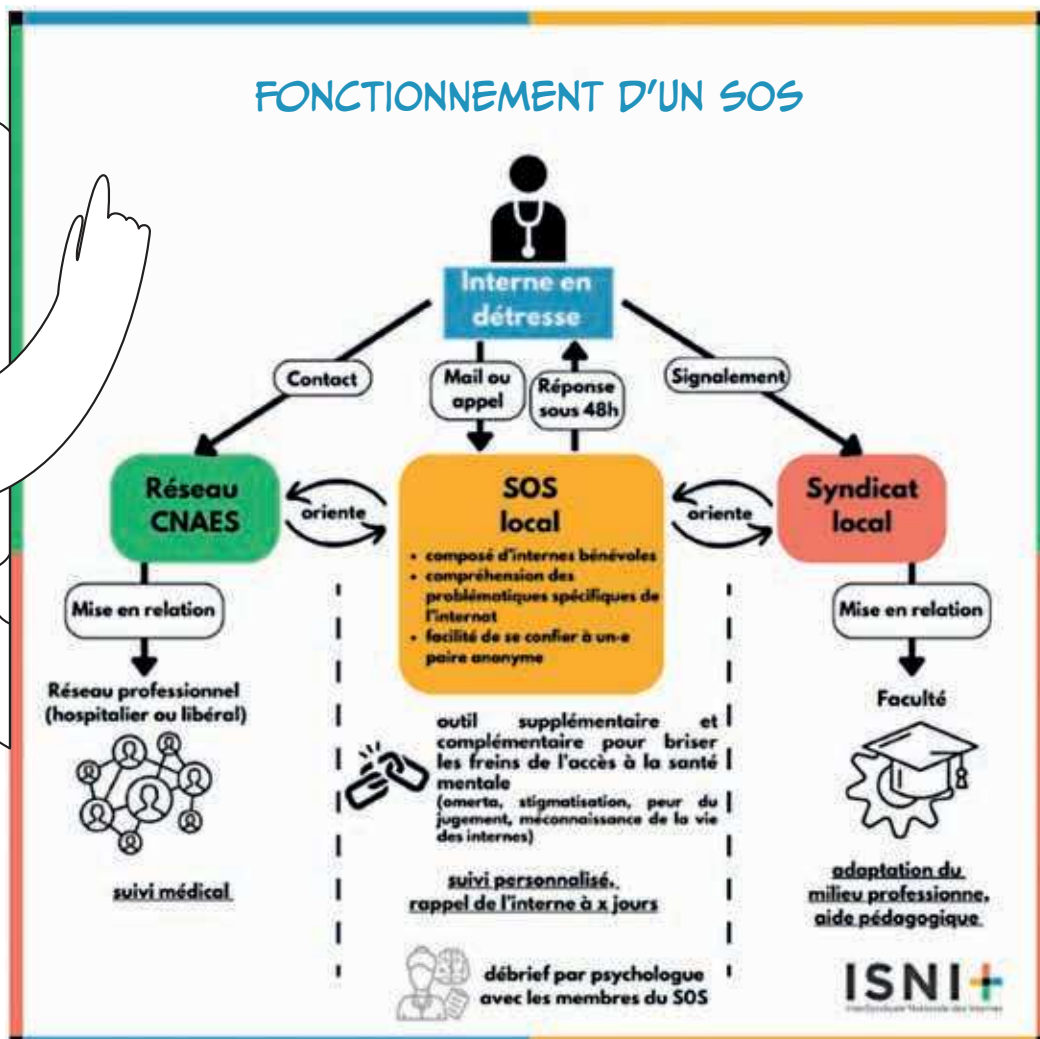 FONCTIONNEMENT D'UN SOS
Interne en
détresse
Contact
Mail ou
appel
Réponse
sous 48h
Signalement
Réseau
CNAES
oriente
SOS
local
• composé d'internes bénévoles
• compréhension des
problématiques spécifiques de
l'internat
• facilité de se confier à un·e
paire anonyme
oriente
Syndicat
local
Mise en relation
Réseau professionnel
(hospitalier ou libéral)
suivi médical
outil supplémentaire et
complémentaire pour briser
les freins de l'accès à la santé
mentale
(omerta, stigmatisation, peur du
jugement, méconnaissance de la vie
des internes)
suivi personnalisé,
rappel de l'interne à x jours
débrief par psychologue
avec les membres du SOS
Mise en relation
Faculté
adaptation du
milieu professionne,
aide pédagogique
ISNI
InterSyndicale Nationale des Internes